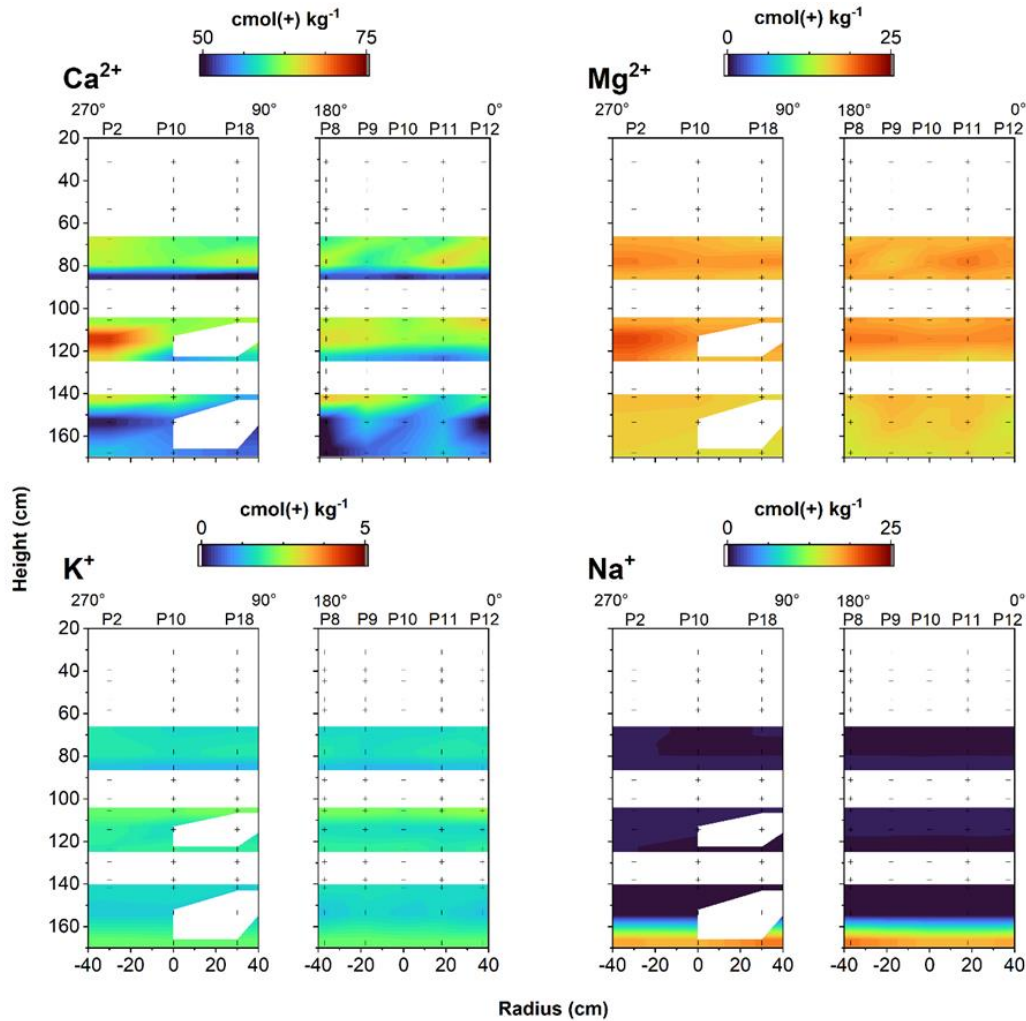 cmol(+) kg⁻¹
50 75
Ca²⁺
270° 90° 180° 0°
P2 P10 P18 P8 P9 P10 P11 P12
20
40
60
80
100
120
140
160
cmol(+) kg⁻¹
0 25
Mg²⁺
270° 90° 180° 0°
P2 P10 P18 P8 P9 P10 P11 P12
Height (cm)
cmol(+) kg⁻¹
0 5
K⁺
270° 90° 180° 0°
P2 P10 P18 P8 P9 P10 P11 P12
20
40
60
80
100
120
140
160
-40 -20 0 20 40 -20 0 20 40
cmol(+) kg⁻¹
0 25
Na⁺
270° 90° 180° 0°
P2 P10 P18 P8 P9 P10 P11 P12
-40 -20 0 20 40 -20 0 20 40
Radius (cm)